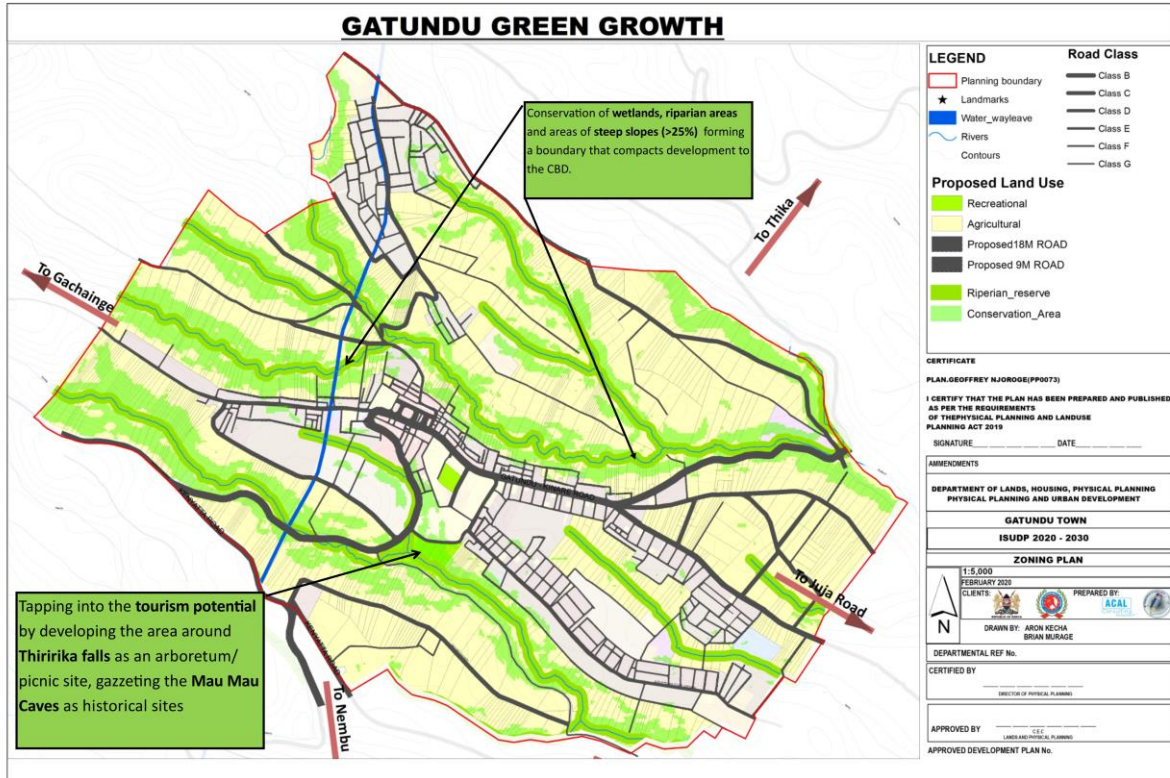 GATUNDU GREEN GROWTH
Conservation of wetlands, riparian areas
and areas of steep slopes (>25%) forming
a boundary that compacts development to
the CBD.
To Thika
To Gachainge
GATUNDU
ROAD
To Juja Road
To Nembu
Tapping into the tourism potential
by developing the area around
Thiririka falls as an arboretum/
picnic site, gazzeting the Mau Mau
Caves as historical sites
LEGEND
Planning boundary
Landmarks
Water_wayleave
Rivers
Contours
Road Class
Class B
Class C
Class D
Class E
Class F
Class G
Proposed Land Use
Recreational
Agricultural
Proposed18M ROAD
Proposed 9M ROAD
Riperian_reserve
Conservation_Area
CERTIFICATE
PLAN.GEOFFREY NJOROGE(PP0073)
I CERTIFY THAT THE PLAN HAS BEEN PREPARED AND PUBLISHED
AS PER THE REQUIREMENTS
OF THEPHYSICAL PLANNING AND LANDUSE
PLANNING ACT 2019
SIGNATURE DATE
AMMENDMENTS
DEPARTMENT OF LANDS, HOUSING, PHYSICAL PLANNING
PHYSICAL PLANNING AND URBAN DEVELOPMENT
GATUNDU TOWN
ISUDP 2020 - 2030
ZONING PLAN
1:5,000
FEBRUARY 2020
CLIENTS: PREPARED BY:
ACAL
N
DRAWN BY: ARON KECHA
BRIAN MURAGE
DEPARTMENTAL REF No.
CERTIFIED BY
DIRECTOR OF PHYSICAL PLANNING
APPROVED BY
C.E.C
LANDS AND PHYSICAL PLANNING
APPROVED DEVELOPMENT PLAN No.